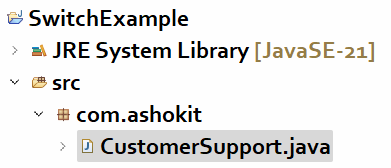 SwitchExample
JRE System Library [JavaSE-21]
src
com.ashokit
CustomerSupport.java